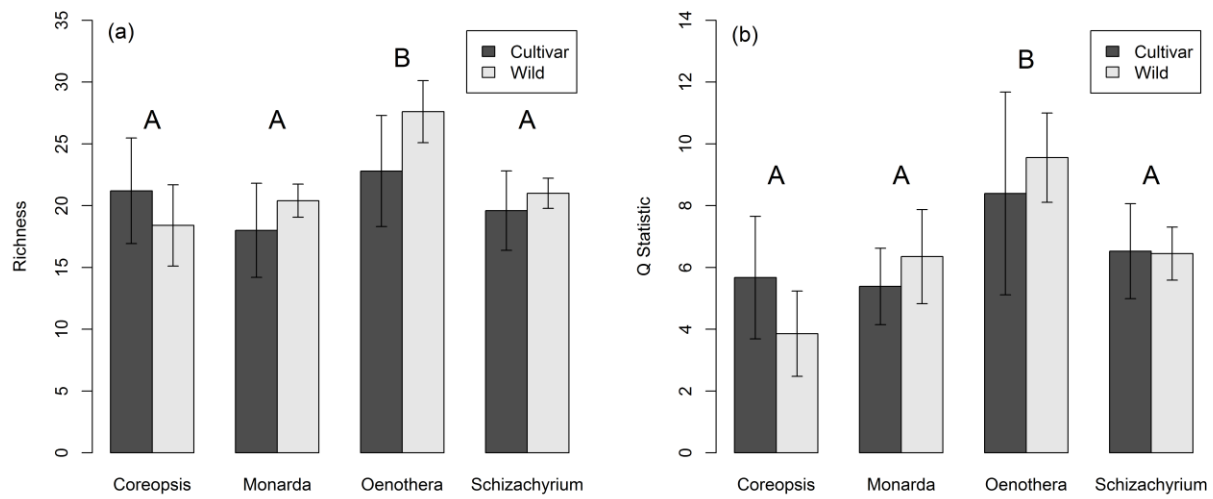 (a)
Cultivar
Wild
A A B A
Richness
0 5 10 15 20 25 30 35
Coreopsis Monarda Oenothera Schizachyrium
(b)
Cultivar
Wild
A A B A
Q Statistic
0 2 4 6 8 10 12 14
Coreopsis Monarda Oenothera Schizachyrium